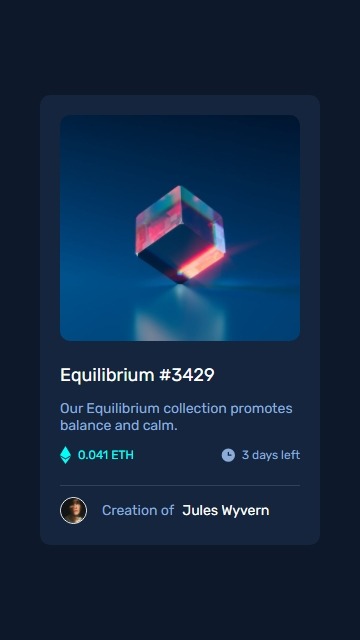 Equilibrium #3429
Our Equilibrium collection promotes
balance and calm.
0.041 ETH 3 days left
Creation of Jules Wyvern